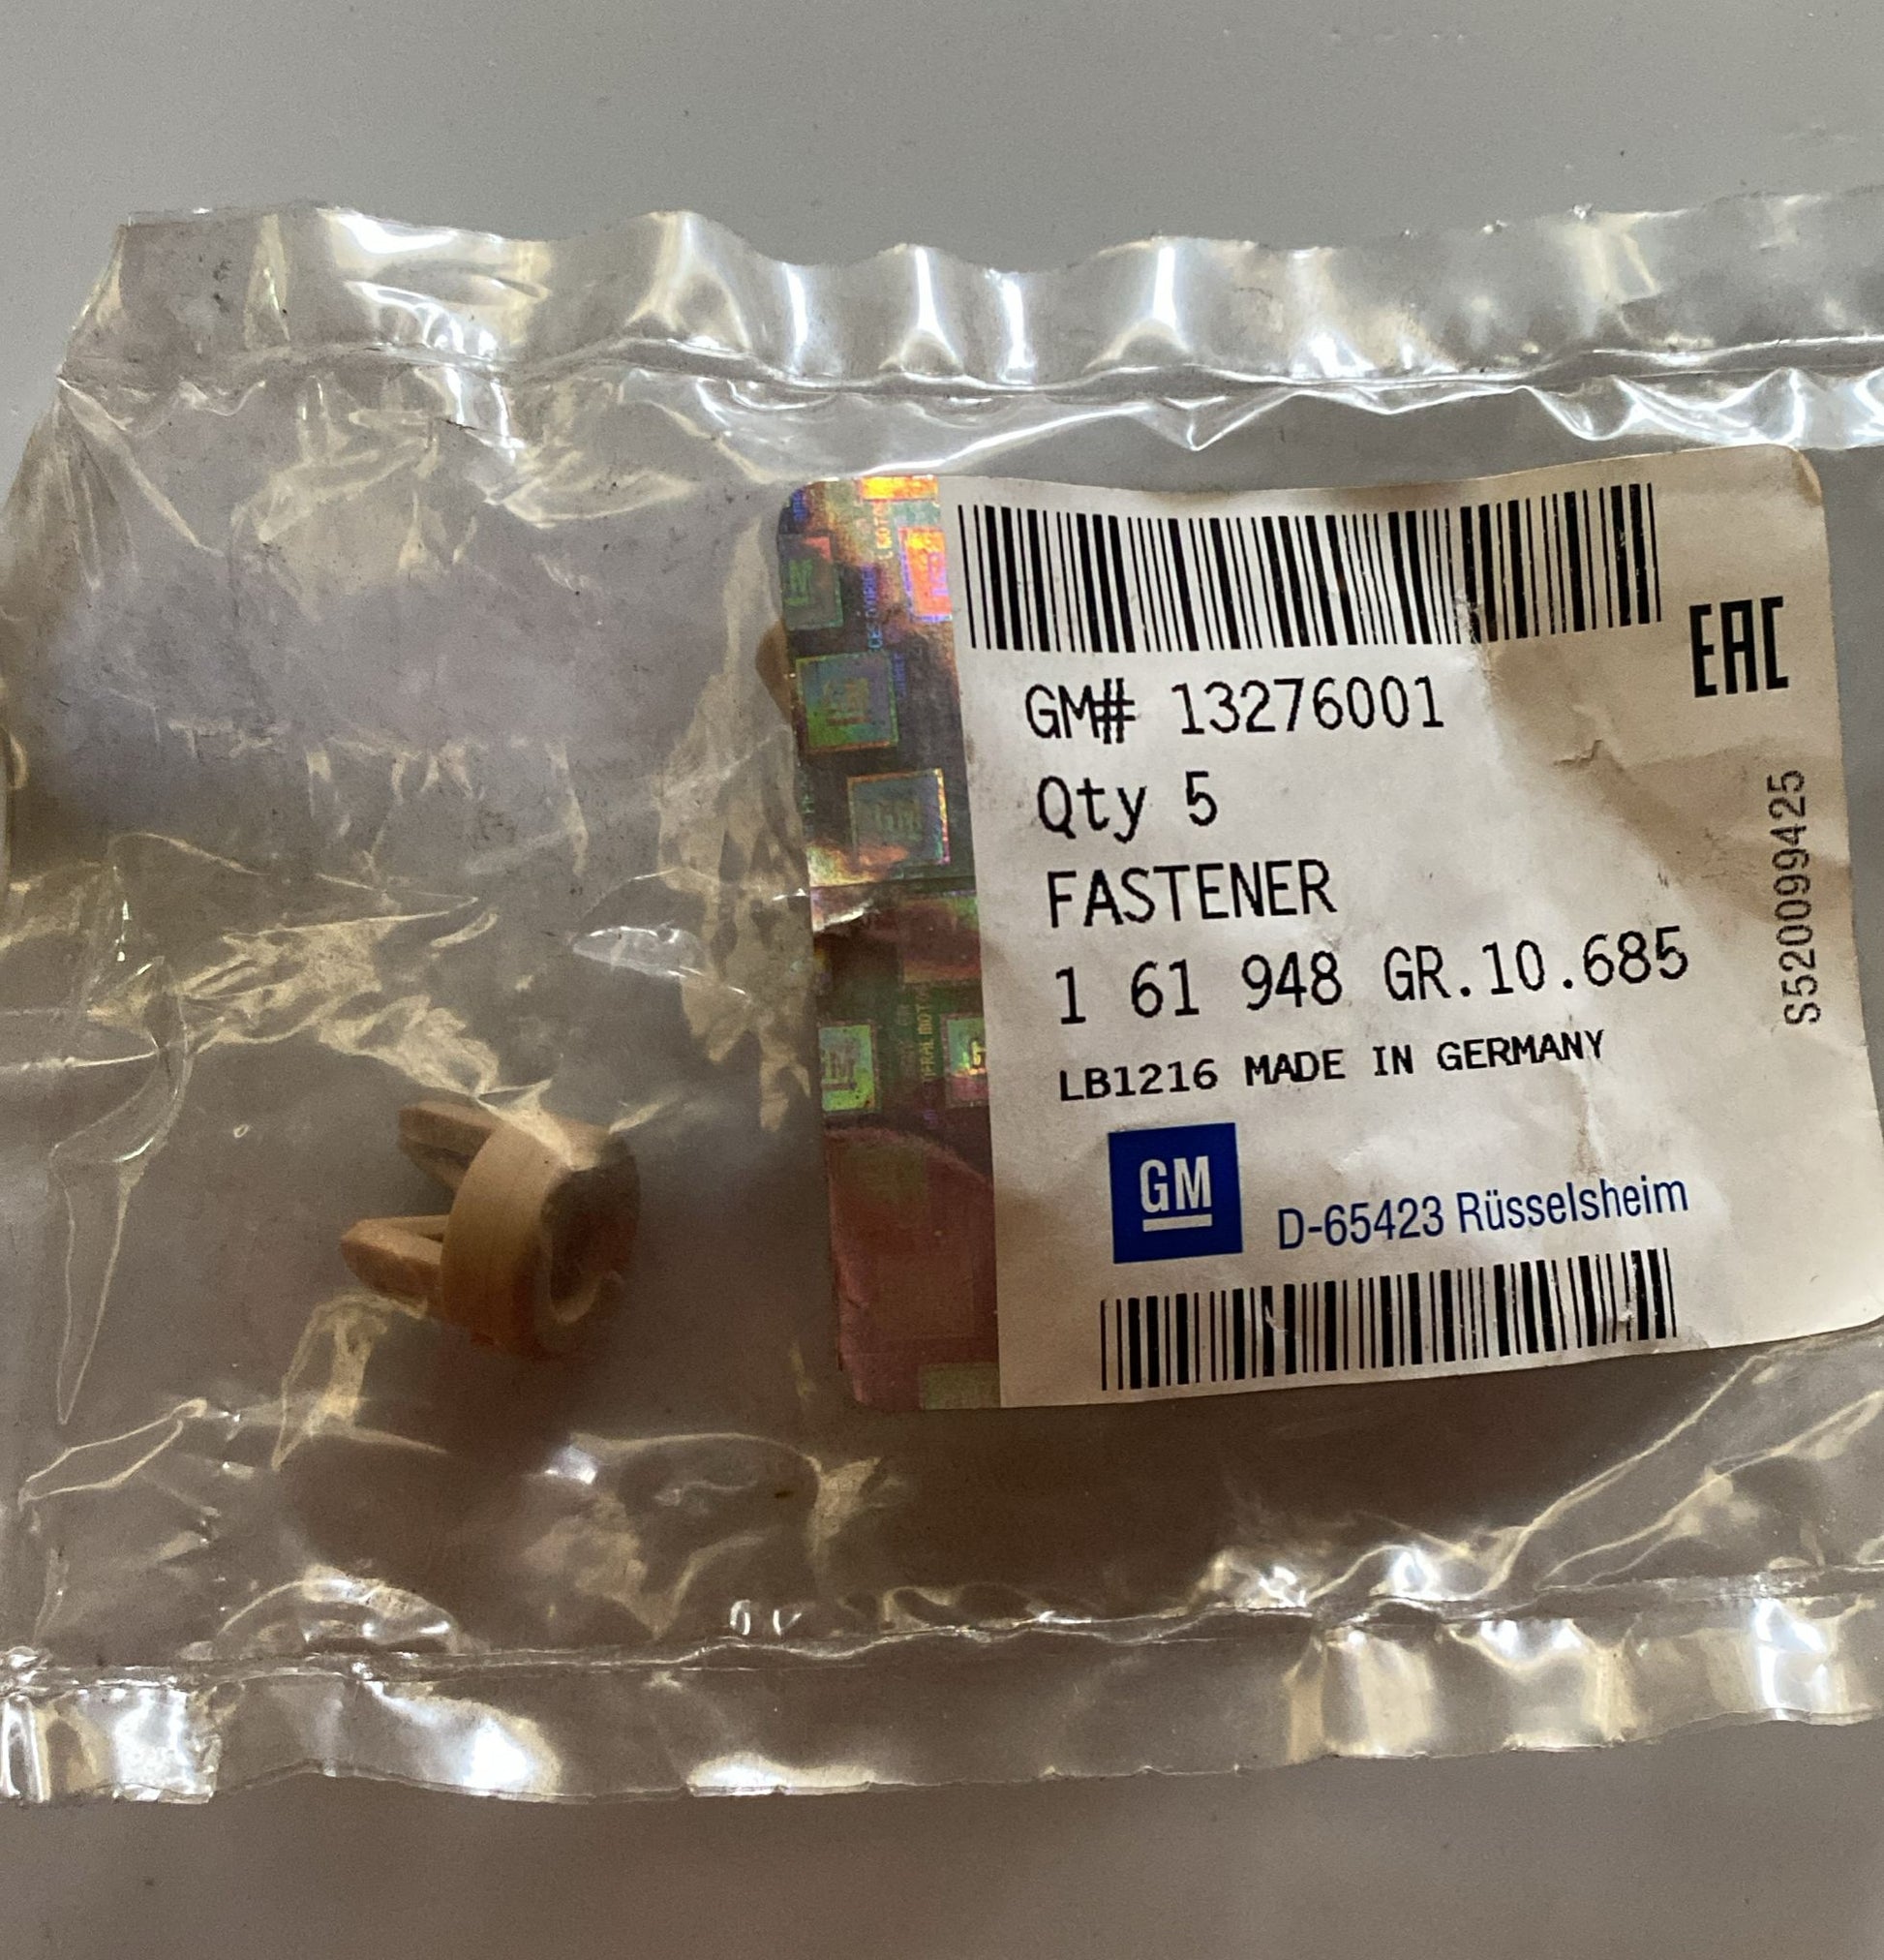 EAC
GM# 13276001
Qty 5
FASTENER
1 61 948 GR.10.685
LB1216 MADE IN GERMANY
GM
D-65423 Rüsselsheim
S520099425